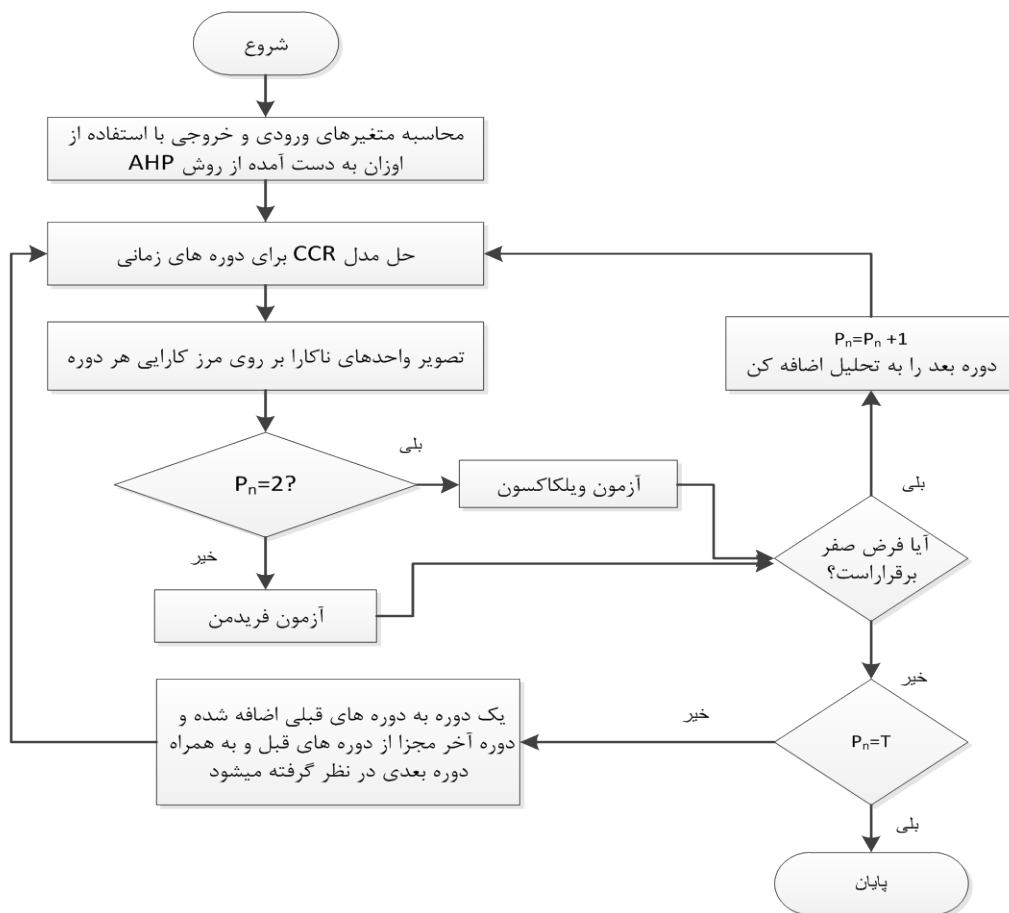 شروع
محاسبه متغیرهای ورودی و خروجی با استفاده از
اوزان به دست آمده از روش AHP
حل مدل CCR برای دوره های زمانی
تصویر واحدهای ناکارا بر روی مرز کارایی هر دوره
Pn=Pn +1
دوره بعد را به تحلیل اضافه کن
Pn=2?
بلی
آزمون ویلکاکسون
خیر
آزمون فریدمن
بلی
آیا فرض صفر
برقراراست؟
خیر
Pn=T
خیر
یک دوره به دوره های قبلی اضافه شده و
دوره آخر مجزا از دوره های قبل و به همراه
دوره بعدی در نظر گرفته میشود
بلی
پایان